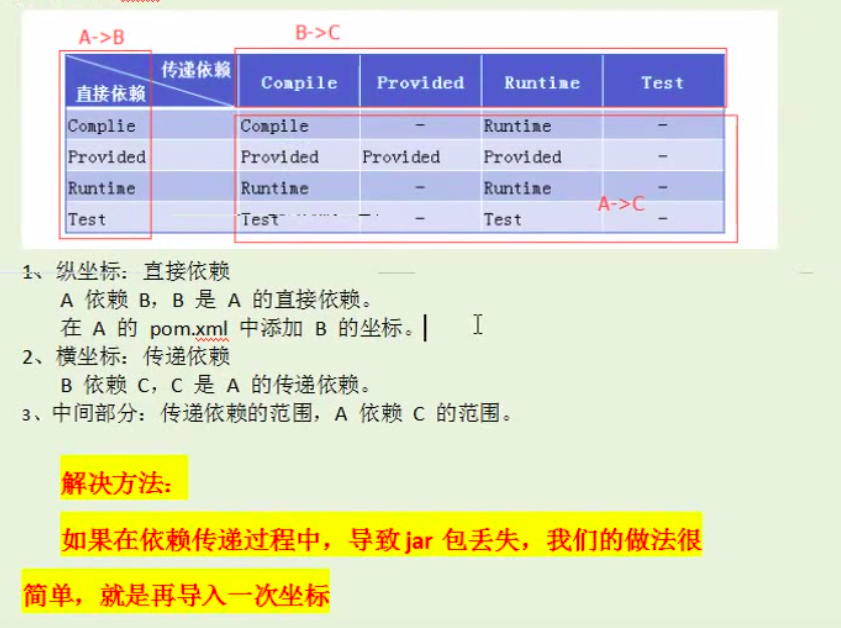 A->B
B->C
传递依赖 Compile Provided Runtime Test
直接依赖
Complie Compile - Runtime -
Provided Provided Provided Provided -
Runtime Runtime - Runtime -
A->C
Test Test - Test -
1、纵坐标：直接依赖
A 依赖 B，B 是 A 的直接依赖。
在 A 的 pom.xml 中添加 B 的坐标。
2、横坐标：传递依赖
B 依赖 C，C 是 A 的传递依赖。
3、中间部分：传递依赖的范围，A 依赖 C 的范围。
解决方法：
如果在依赖传递过程中，导致 jar 包丢失，我们的做法很
简单，就是再导入一次坐标